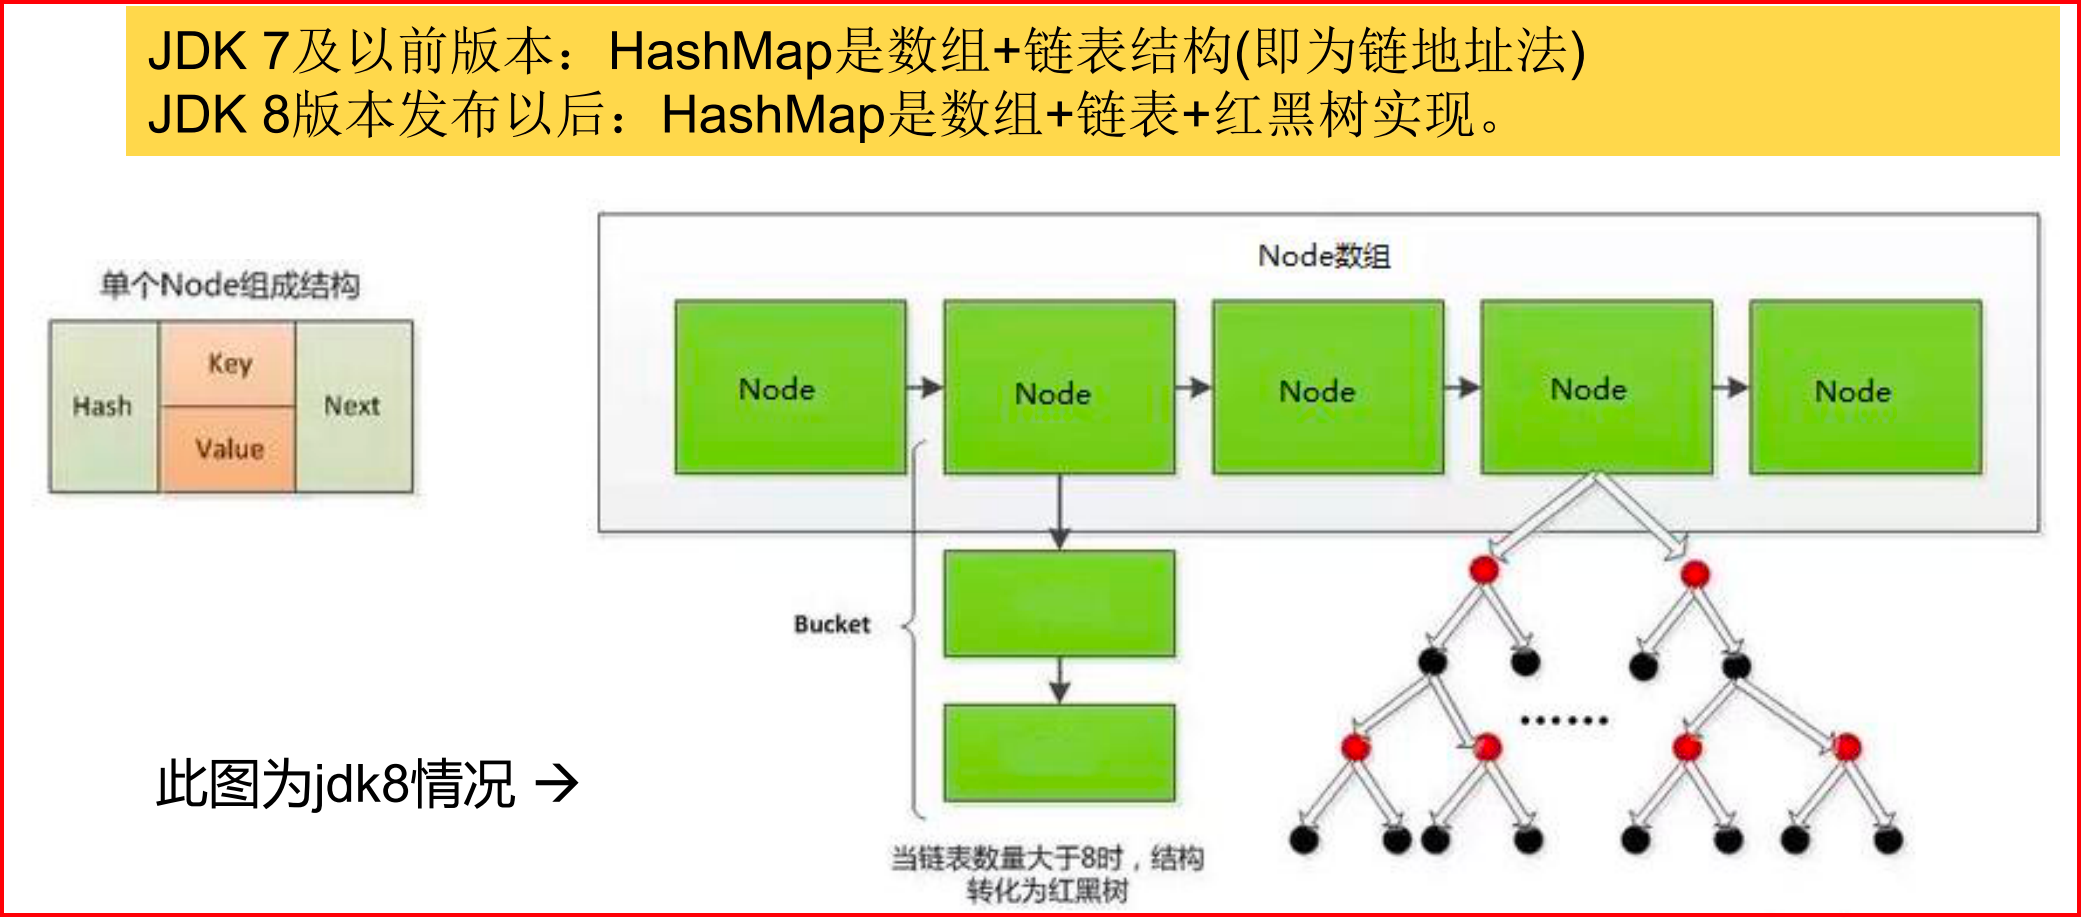 JDK 7及以前版本：HashMap是数组+链表结构(即为链地址法)
JDK 8版本发布以后：HashMap是数组+链表+红黑树实现。
单个Node组成结构
Hash
Key
Value
Next
Node数组
Node
Node
Node
Node
Node
Bucket
······
此图为jdk8情况 →
当链表数量大于8时，结构
转化为红黑树